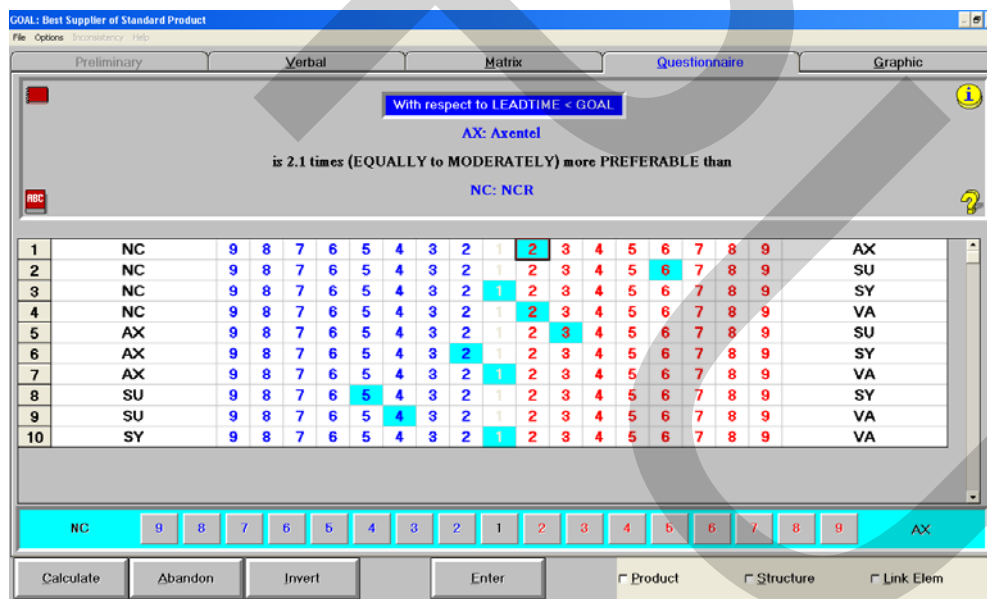 GOAL: Best Supplier of Standard Product
File Options Inconsistency Help
Preliminary Verbal Matrix Questionnaire Graphic
With respect to LEADTIME < GOAL
AX: Axentel
is 2.1 times (EQUALLY to MODERATELY) more PREFERABLE than
ABC NC: NCR
1 NC 9 8 7 6 5 4 3 2 1 2 3 4 5 6 7 8 9 AX
2 NC 9 8 7 6 5 4 3 2 1 2 3 4 5 6 7 8 9 SU
3 NC 9 8 7 6 5 4 3 2 1 2 3 4 5 6 7 8 9 SY
4 NC 9 8 7 6 5 4 3 2 1 2 3 4 5 6 7 8 9 VA
5 AX 9 8 7 6 5 4 3 2 1 2 3 4 5 6 7 8 9 SU
6 AX 9 8 7 6 5 4 3 2 1 2 3 4 5 6 7 8 9 SY
7 AX 9 8 7 6 5 4 3 2 1 2 3 4 5 6 7 8 9 VA
8 SU 9 8 7 6 5 4 3 2 1 2 3 4 5 6 7 8 9 SY
9 SU 9 8 7 6 5 4 3 2 1 2 3 4 5 6 7 8 9 VA
10 SY 9 8 7 6 5 4 3 2 1 2 3 4 5 6 7 8 9 VA
NC 9 8 7 6 5 4 3 2 1 2 3 4 5 6 7 8 9 AX
Calculate Abandon Invert Enter Product Structure Link Elem